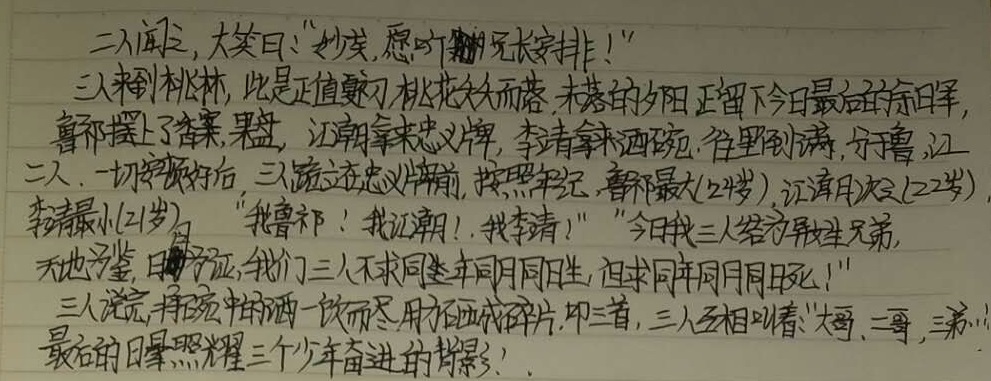 二人闻之,大笑曰:"妙哉,愿听兄长安排!"
三人来到桃林,此是正值夏初,桃花夭夭而落,未落的夕阳正留下今日最后的余日晖,
鲁祁摆上了香案,果盘,江潮拿来忠义牌,李靖拿来酒碗,往里倒满,分于鲁,江
二人.一切安顿好后,三人跪立在忠义牌前,按照年纪,鲁祁最大(24岁),江潮次之(22岁),
李靖最小(21岁)。"我鲁祁!我江潮!我李靖!""今日我三人结为异姓兄弟,
天地为鉴,日月为证,我们三人不求同年同月同日生,但求同年同月同日死!"
三人说完,将碗中的酒一饮而尽,用力砸成碎片,叩三首,三人互相叫着:"大哥、二哥,三弟…"
最后的日晕照耀三个少年奋进的背影!